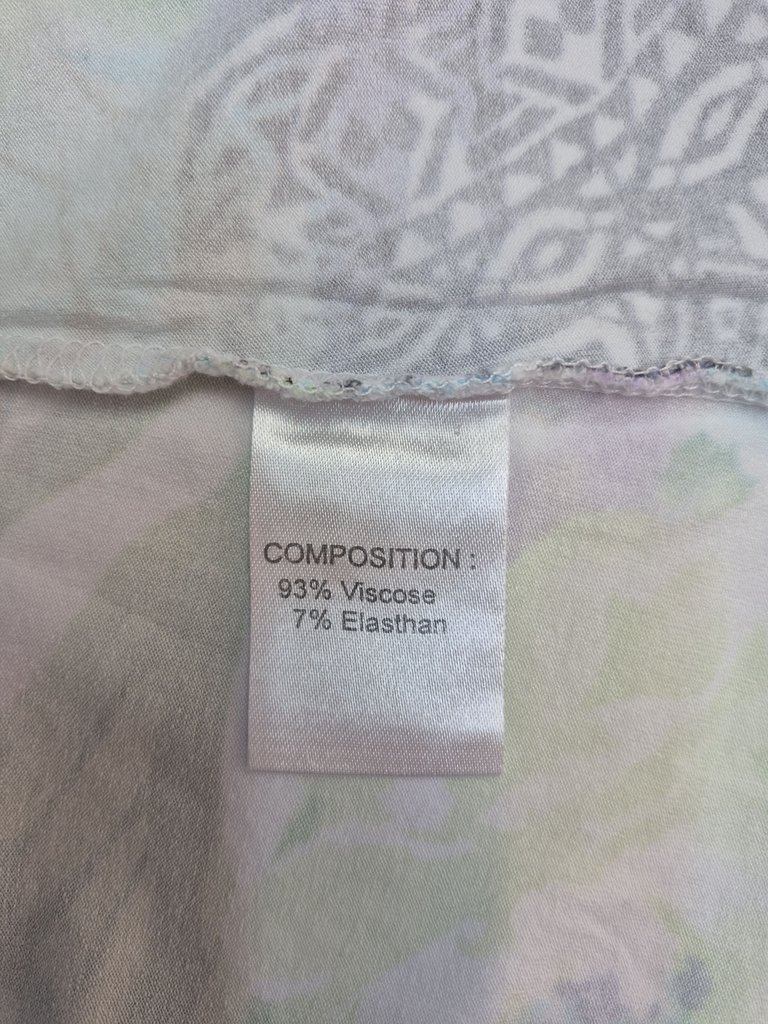 COMPOSITION :
93% Viscose
7% Elasthan